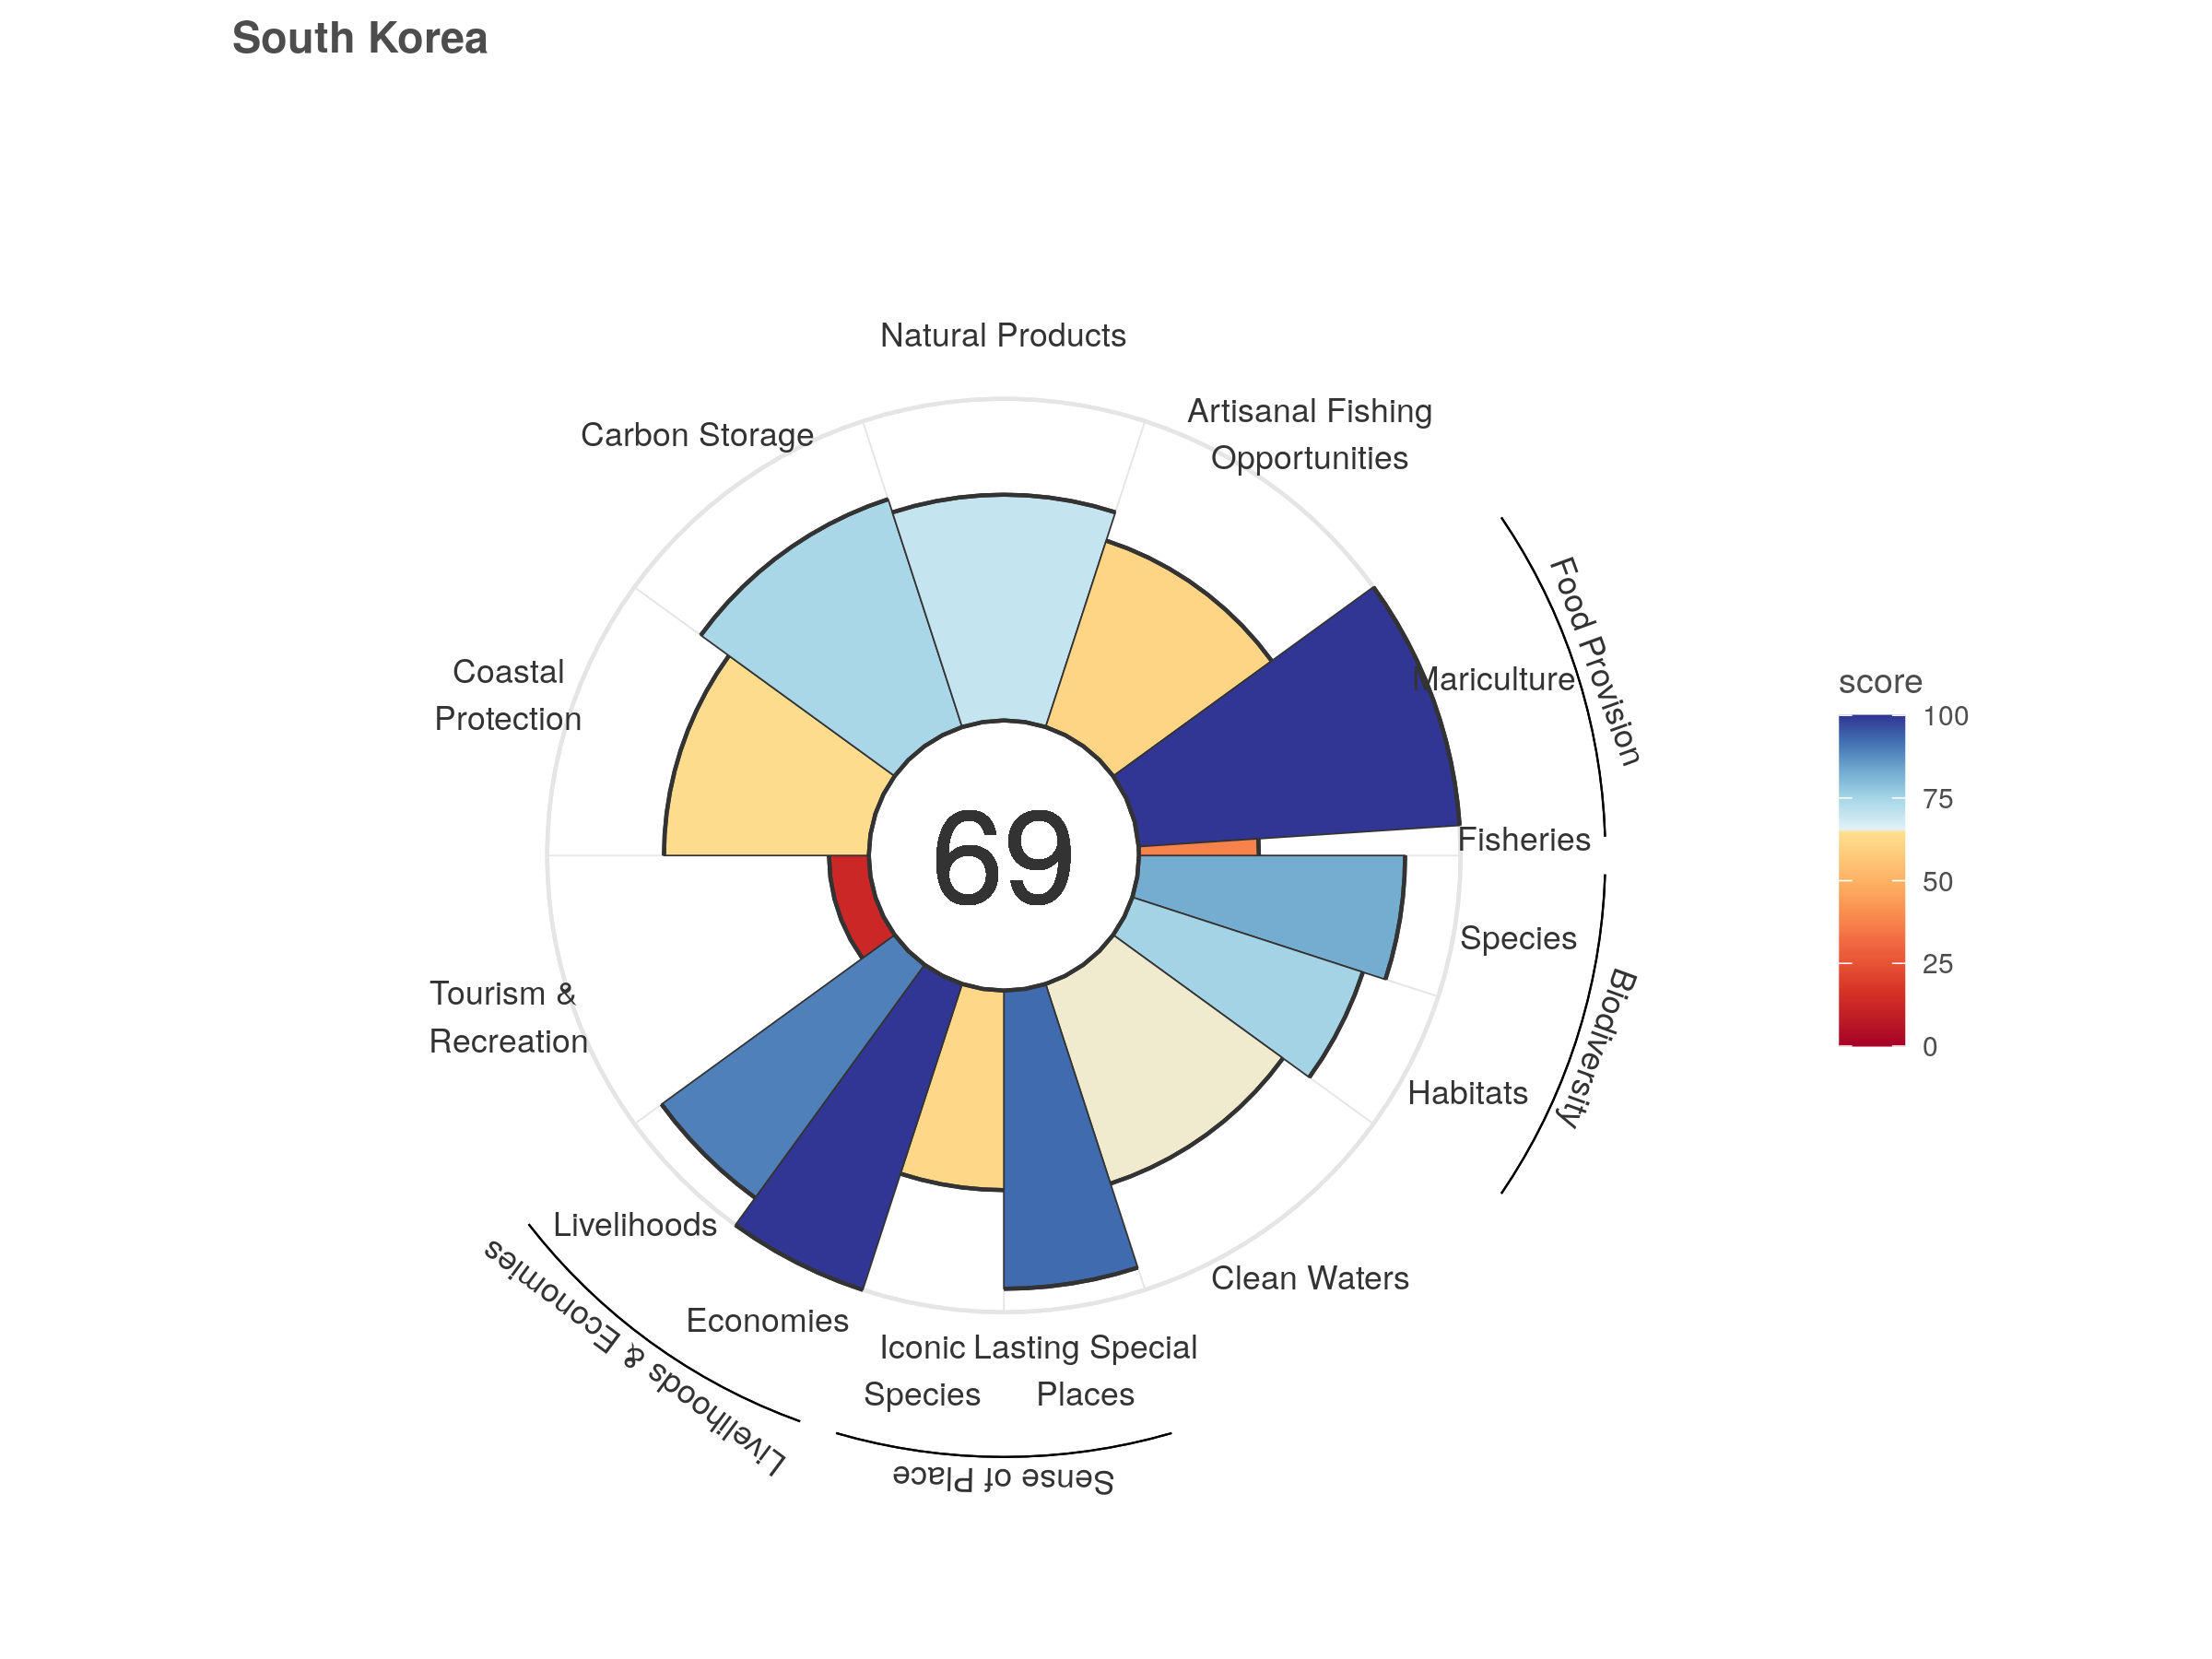 South Korea
Natural Products
Artisanal Fishing
Opportunities
Carbon Storage
Food Provision
Mariculture
Coastal
Protection
score
100
75
50
25
0
69
Fisheries
Species
Biodiversity
Habitats
Tourism &
Recreation
Livelihoods
Livelihoods & Economies
Economies
Clean Waters
Iconic
Species
Lasting Special
Places
Sense of Place